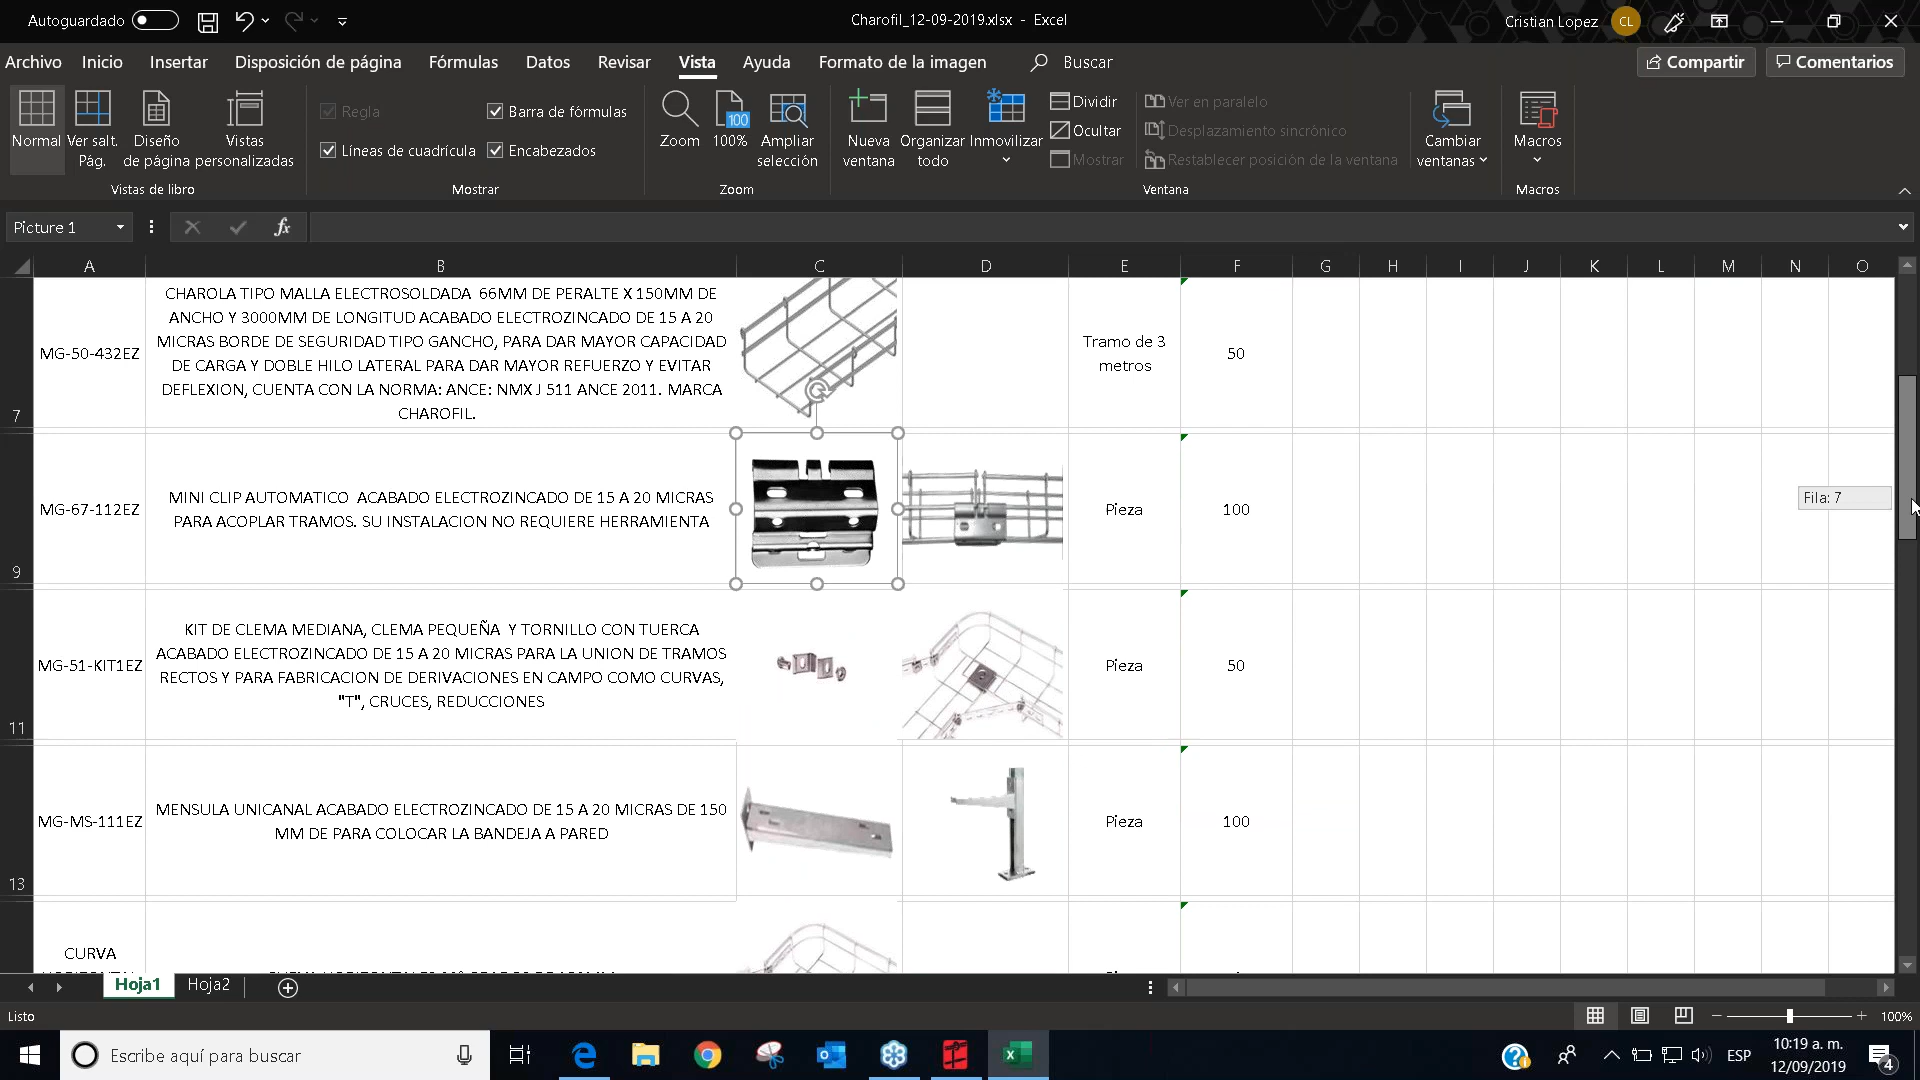 Autoguardado
Charofil_12-09-2019.xlsx - Excel
Cristian Lopez CL
Archivo Inicio Insertar Disposición de página Fórmulas Datos Revisar Vista Ayuda Formato de la imagen Buscar Compartir Comentarios
Normal
Ver salt. Pág.
Diseño de página
Vistas personalizadas
Vistas de libro
Regla
Barra de fórmulas
Líneas de cuadrícula
Encabezados
Mostrar
Zoom
100
100%
Ampliar selección
Zoom
Nueva ventana
Organizar todo
Inmovilizar
Dividir
Ocultar
Mostrar
Ver en paralelo
Desplazamiento sincrónico
Restablecer posición de la ventana
Ventana
Cambiar ventanas
Macros
Macros
Picture 1
fx
A B C D E F G H I J K L M N O
7
MG-50-432EZ
CHAROLA TIPO MALLA ELECTROSOLDADA 66MM DE PERALTE X 150MM DE
ANCHO Y 3000MM DE LONGITUD ACABADO ELECTROZINCADO DE 15 A 20
MICRAS BORDE DE SEGURIDAD TIPO GANCHO, PARA DAR MAYOR CAPACIDAD
DE CARGA Y DOBLE HILO LATERAL PARA DAR MAYOR REFUERZO Y EVITAR
DEFLEXION, CUENTA CON LA NORMA: ANCE: NMX J 511 ANCE 2011. MARCA
CHAROFIL.
Tramo de 3
metros
50
9
MG-67-112EZ
MINI CLIP AUTOMATICO ACABADO ELECTROZINCADO DE 15 A 20 MICRAS
PARA ACOPLAR TRAMOS. SU INSTALACION NO REQUIERE HERRAMIENTA
Pieza
100
Fila: 7
11
MG-51-KIT1EZ
KIT DE CLEMA MEDIANA, CLEMA PEQUEÑA Y TORNILLO CON TUERCA
ACABADO ELECTROZINCADO DE 15 A 20 MICRAS PARA LA UNION DE TRAMOS
RECTOS Y PARA FABRICACION DE DERIVACIONES EN CAMPO COMO CURVAS,
"T", CRUCES, REDUCCIONES
Pieza
50
13
MG-MS-111EZ
MENSULA UNICANAL ACABADO ELECTROZINCADO DE 15 A 20 MICRAS DE 150
MM DE PARA COLOCAR LA BANDEJA A PARED
Pieza
100
CURVA
Hoja1 Hoja2
Listo
100%
Escribe aquí para buscar
ESP
10:19 a. m.
12/09/2019
4